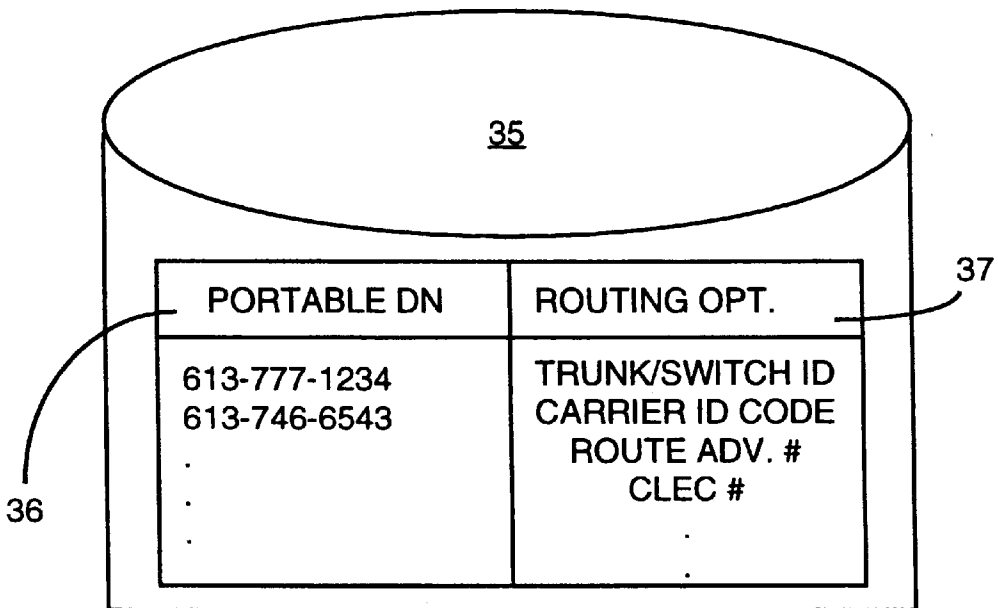 35
37
PORTABLE DN ROUTING OPT.
613-777-1234 TRUNK/SWITCH ID
613-746-6543 CARRIER ID CODE
ROUTE ADV. #
CLEC #
36